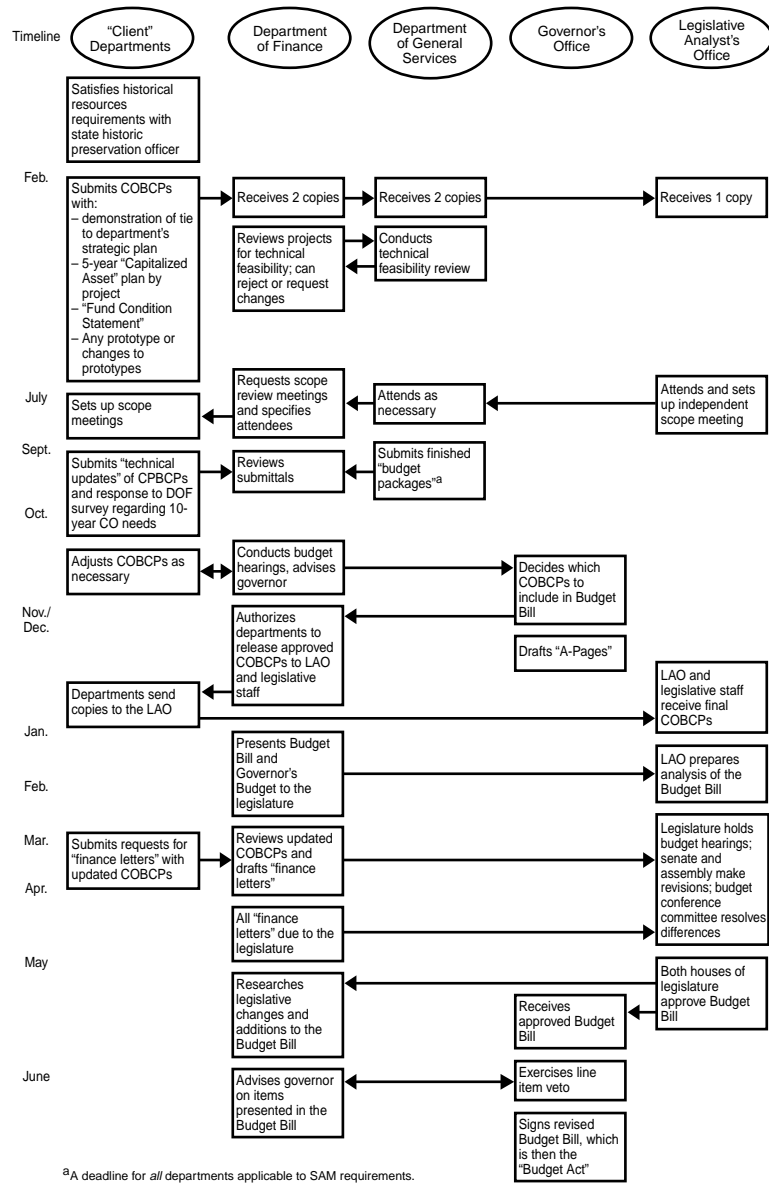 Timeline
“Client”
Departments
Department
of Finance
Department
of General
Services
Governor’s
Office
Legislative
Analyst’s
Office
Satisfies historical
resources
requirements with
state historic
preservation officer
Feb.
Submits COBCPs
with:
– demonstration of tie
to department’s
strategic plan
– 5-year “Capitalized
Asset” plan by
project
– “Fund Condition
Statement”
– Any prototype or
changes to
prototypes
Receives 2 copies
Receives 2 copies
Receives 1 copy
Reviews projects
for technical
feasibility; can
reject or request
changes
Conducts
technical
feasibility review
July
Sets up scope
meetings
Requests scope
review meetings
and specifies
attendees
Attends as
necessary
Attends and sets
up independent
scope meeting
Sept.
Submits “technical
updates” of CPBCPs
and response to DOF
survey regarding 10-
year CO needs
Reviews
submittals
Submits finished
“budget
packages”a
Oct.
Adjusts COBCPs as
necessary
Conducts budget
hearings, advises
governor
Decides which
COBCPs to
include in Budget
Bill
Nov./
Dec.
Authorizes
departments to
release approved
COBCPs to LAO
and legislative
staff
Drafts “A-Pages”
Departments send
copies to the LAO
LAO and
legislative staff
receive final
COBCPs
Jan.
Presents Budget
Bill and
Governor’s
Budget to the
legislature
LAO prepares
analysis of the
Budget Bill
Feb.
Mar.
Submits requests for
“finance letters” with
updated COBCPs
Reviews updated
COBCPs and
drafts “finance
letters”
Legislature holds
budget hearings;
senate and
assembly make
revisions; budget
conference
committee resolves
differences
Apr.
All “finance
letters” due to the
legislature
May
Researches
legislative
changes and
additions to the
Budget Bill
Receives
approved Budget
Bill
Both houses of
legislature
approve Budget
Bill
June
Advises governor
on items
presented in the
Budget Bill
Exercises line
item veto
Signs revised
Budget Bill, which
is then the
“Budget Act”
aA deadline for all departments applicable to SAM requirements.